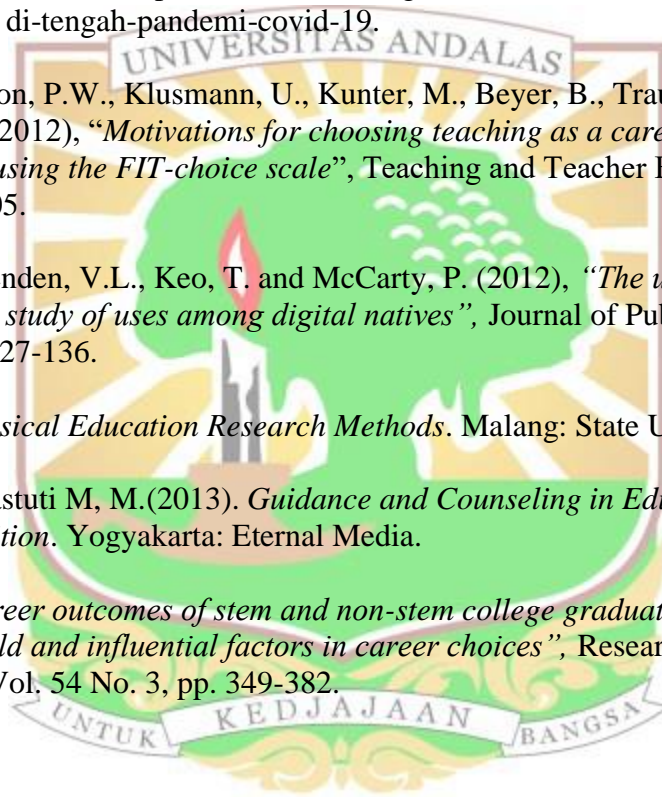 di-tengah-pandemi-covid-19.
UNIVERSITAS ANDALAS
on, P.W., Klusmann, U., Kunter, M., Beyer, B., Trau
2012), “Motivations for choosing teaching as a care
using the FIT-choice scale”, Teaching and Teacher
05.
enden, V.L., Keo, T. and McCarty, P. (2012), “The u
study of uses among digital natives”, Journal of Pub
27-136.
sical Education Research Methods. Malang: State U
astuti M, M.(2013). Guidance and Counseling in Edu
tion. Yogyakarta: Eternal Media.
reer outcomes of stem and non-stem college graduat
ld and influential factors in career choices”, Resear
Vol. 54 No. 3, pp. 349-382.
UNTUK KEDJAJAAN BANGSA